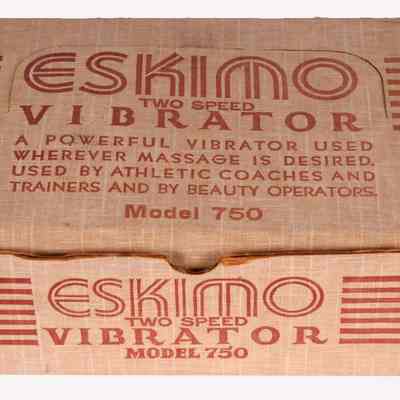 ESKIMO
TWO SPEED
VIBRATOR
A POWERFUL VIBRATOR USED
WHEREVER MASSAGE IS DESIRED.
USED BY ATHLETIC COACHES AND
TRAINERS AND BY BEAUTY OPERATORS.
Model 750
ESKIMO
TWO SPEED
VIBRATOR
MODEL 750